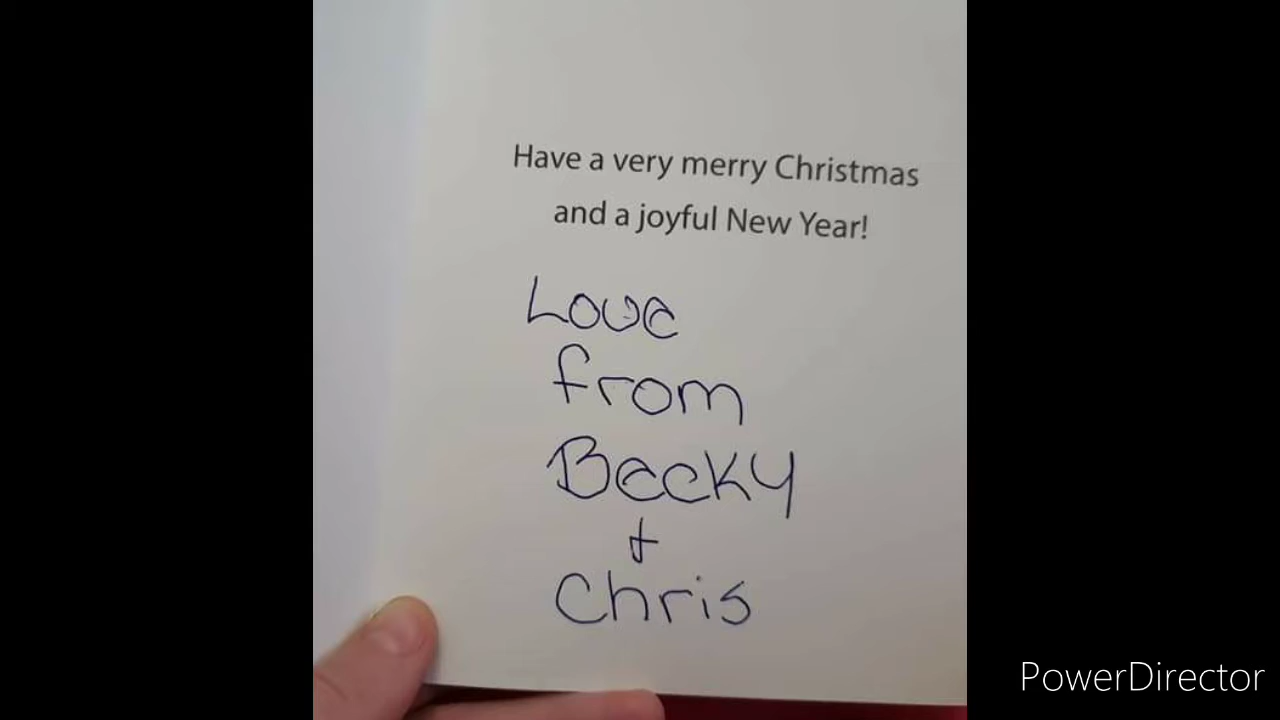 Have a very merry Christmas
and a joyful New Year!
Love
from
Becky
+
Chris
PowerDirector